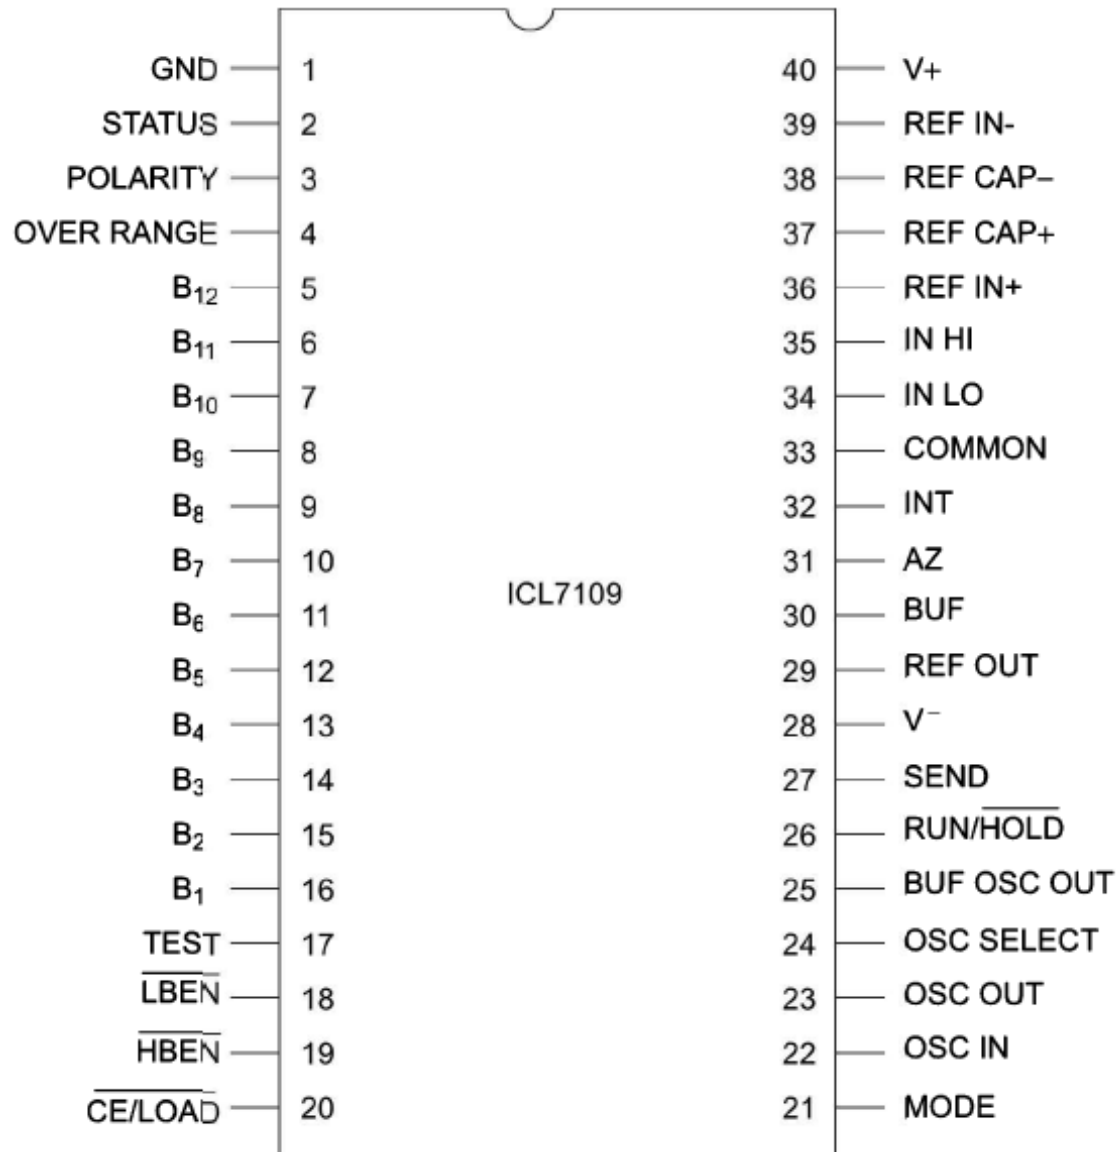 GND 1 40 V+
STATUS 2 39 REF IN-
POLARITY 3 38 REF CAP–
OVER RANGE 4 37 REF CAP+
B12 5 36 REF IN+
B11 6 35 IN HI
B10 7 34 IN LO
B9 8 33 COMMON
B8 9 32 INT
B7 10 31 AZ
ICL7109
B6 11 30 BUF
B5 12 29 REF OUT
B4 13 28 V–
B3 14 27 SEND
B2 15 26 RUN/HOLD
B1 16 25 BUF OSC OUT
TEST 17 24 OSC SELECT
LBEN 18 23 OSC OUT
HBEN 19 22 OSC IN
CE/LOAD 20 21 MODE